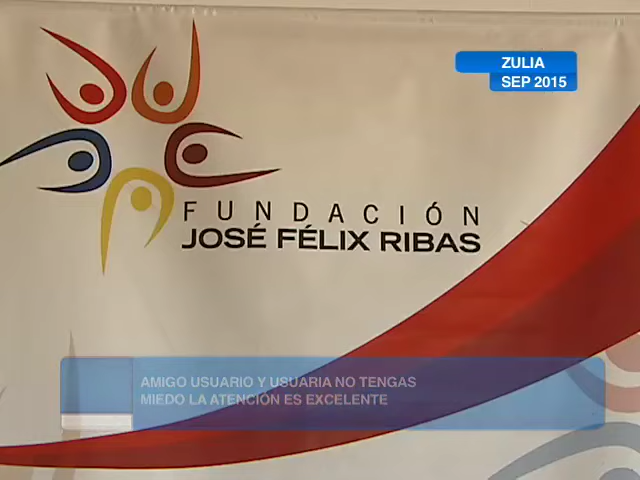 ZULIA
SEP 2015
FUNDACIÓN
JOSÉ FÉLIX RIBAS
AMIGO USUARIO Y USUARIA NO TENGAS
MIEDO LA ATENCIÓN ES EXCELENTE